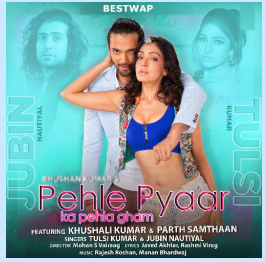 BESTWAP
JUBIN
NAUTIYAL
TULSI
KUMAR
BHUSHAN KUMAR'S
Pehle Pyaar
ka pehla gham
FEATURING KHUSHALI KUMAR & PARTH SAMTHAAN
SINGERS TULSI KUMAR & JUBIN NAUTIYAL
DIRECTOR Mohan S Vairaag LYRICS Javed Akhtar, Rashmi Virag
MUSIC Rajesh Roshan, Manan Bhardwaj